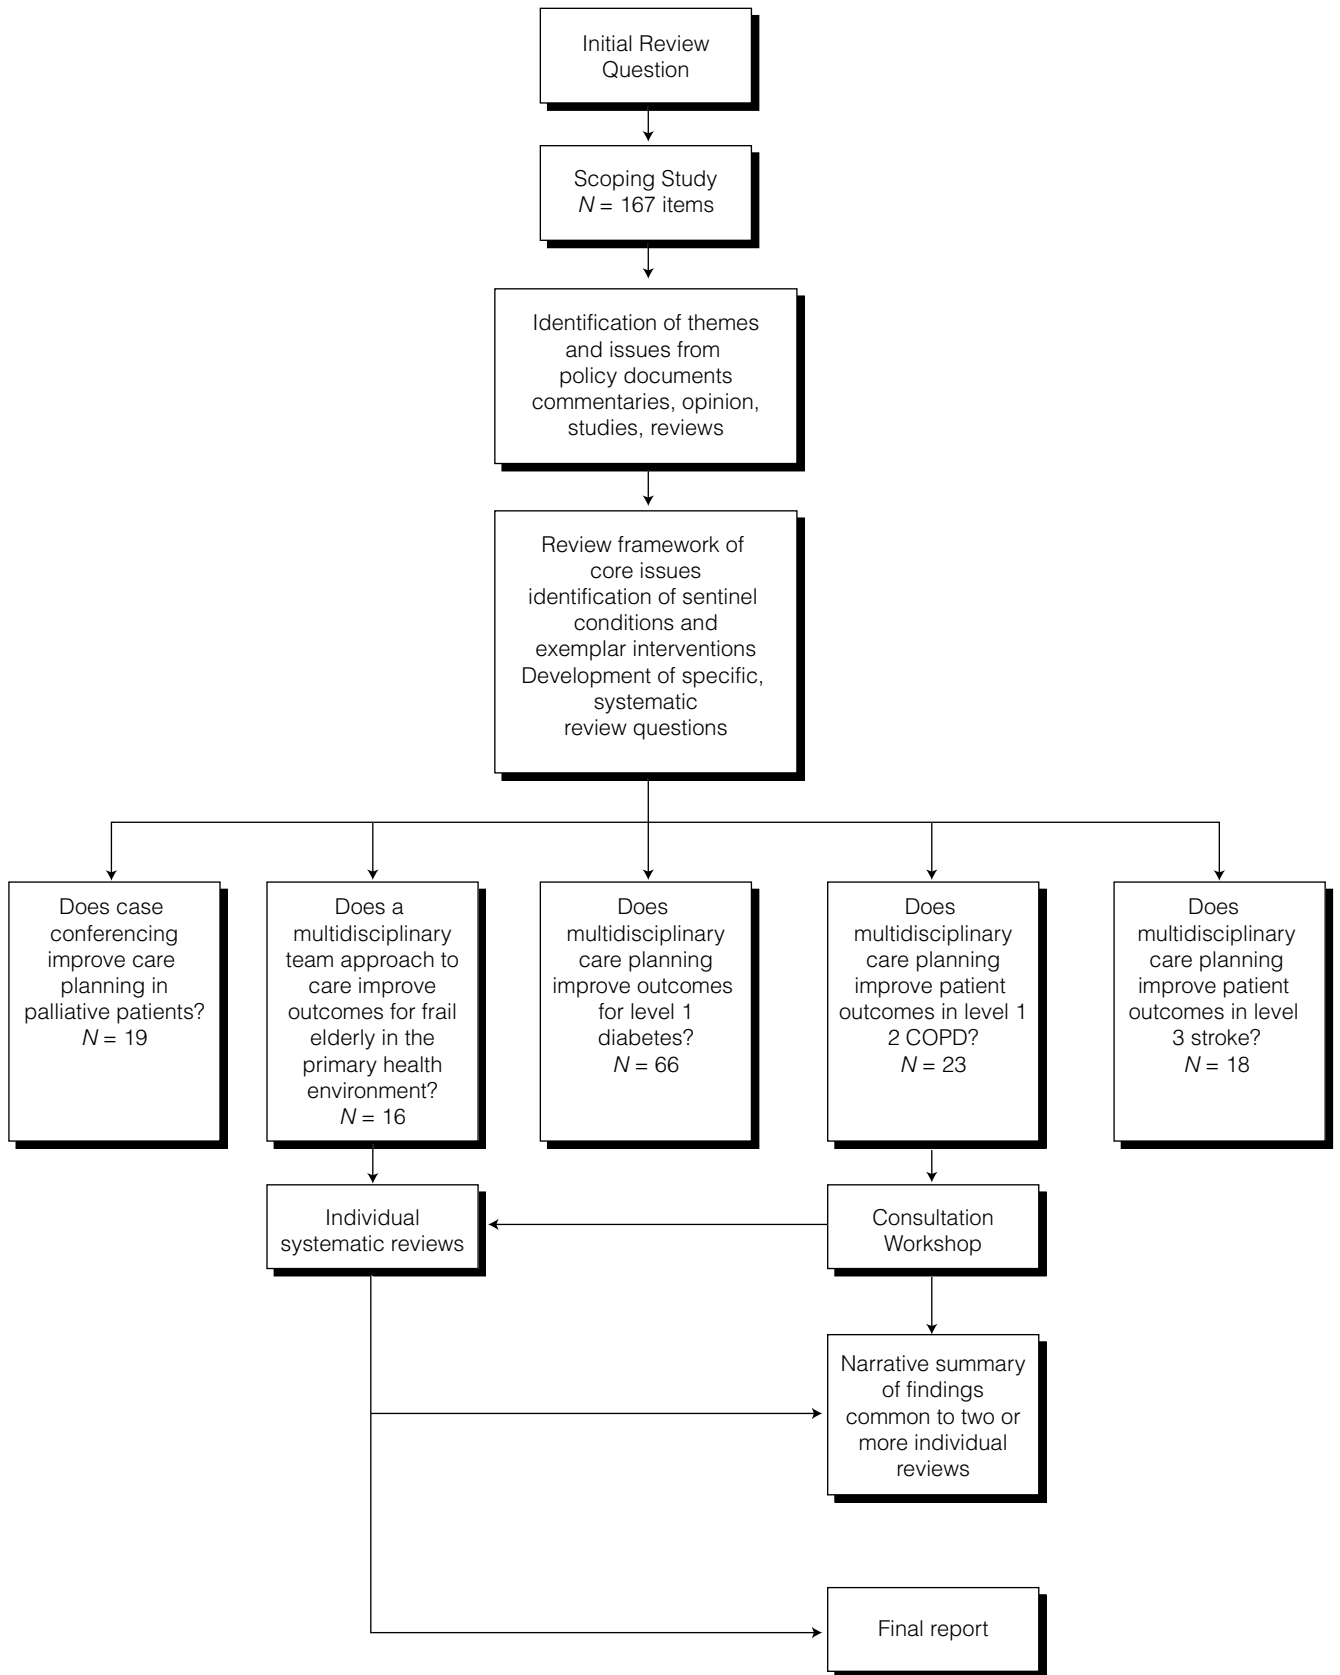 Initial Review
Question
Scoping Study
N = 167 items
Identification of themes
and issues from
policy documents
commentaries, opinion,
studies, reviews
Review framework of
core issues
identification of sentinel
conditions and
exemplar interventions
Development of specific,
systematic
review questions
Does case
conferencing
improve care
planning in
palliative patients?
N = 19
Does a
multidisciplinary
team approach to
care improve
outcomes for frail
elderly in the
primary health
environment?
N = 16
Does
multidisciplinary
care planning
improve outcomes
for level 1
diabetes?
N = 66
Does
multidisciplinary
care planning
improve patient
outcomes in level 1
2 COPD?
N = 23
Does
multidisciplinary
care planning
improve patient
outcomes in level
3 stroke?
N = 18
Individual
systematic reviews
Consultation
Workshop
Narrative summary
of findings
common to two or
more individual
reviews
Final report